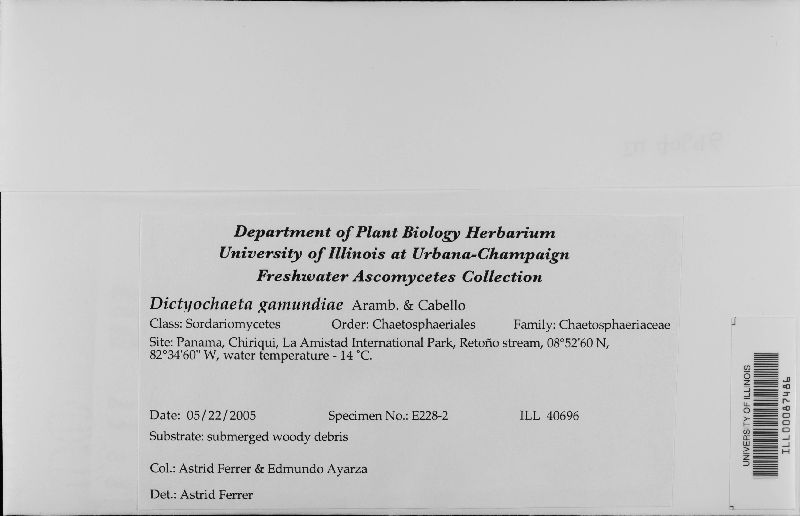 Department of Plant Biology Herbarium
University of Illinois at Urbana-Champaign
Freshwater Ascomycetes Collection
Dictyochaeta gamundiae Aramb. & Cabello
Class: Sordariomycetes Order: Chaetosphaeriales Family: Chaetosphaeriaceae
Site: Panama, Chiriqui, La Amistad International Park, Retoño stream, 08°52'60 N,
82°34'60" W, water temperature - 14 °C.
Date: 05/22/2005 Specimen No.: E228-2 ILL 40696
Substrate: submerged woody debris
Col.: Astrid Ferrer & Edmundo Ayarza
Det.: Astrid Ferrer
UNIVERSITY OF ILLINOIS
ILL00087486